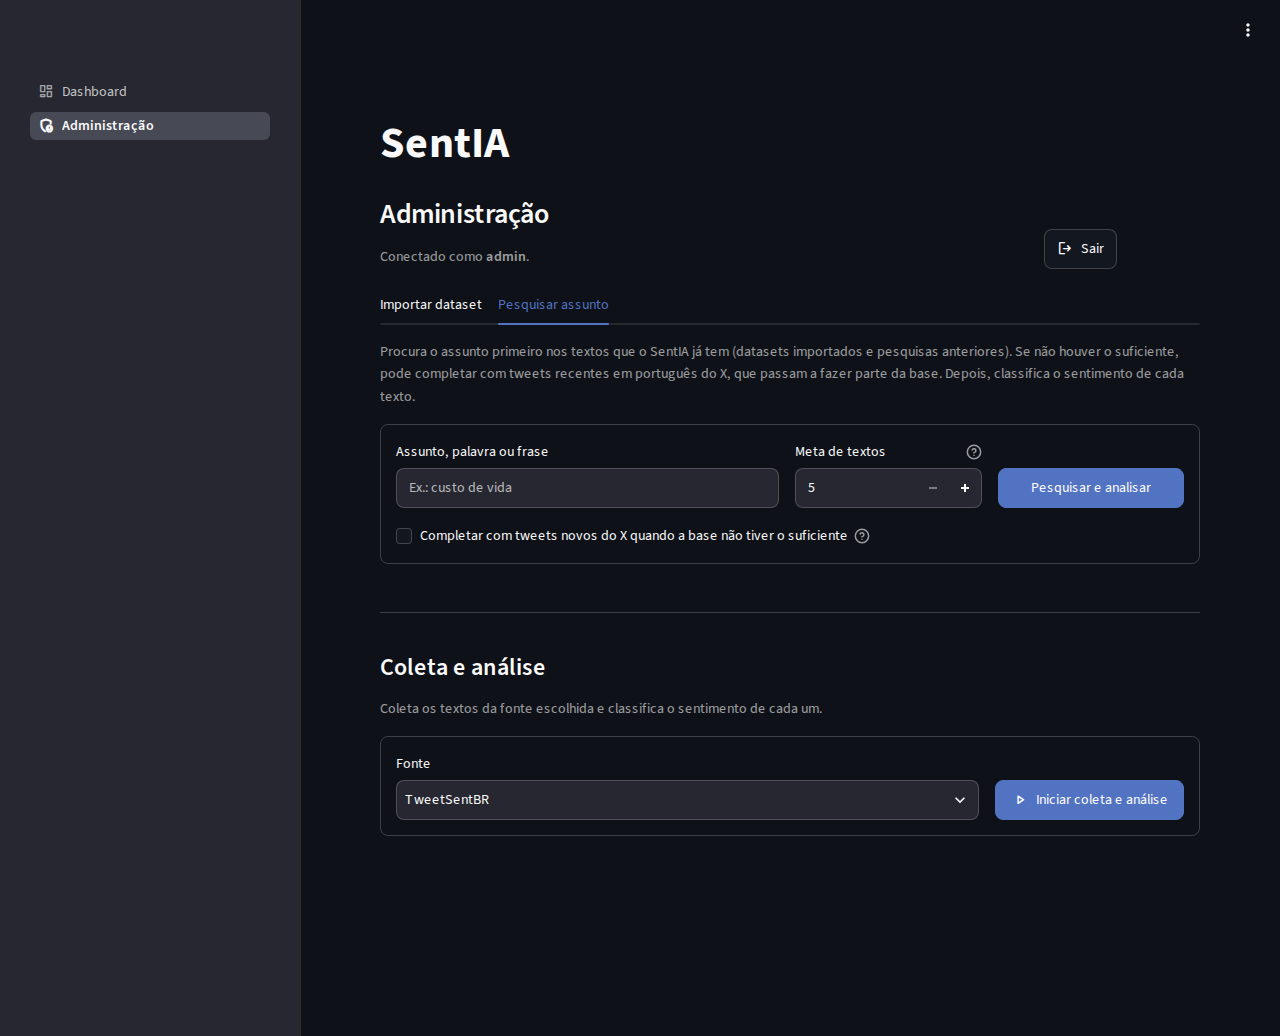 Dashboard
Administração
SentIA
Administração
Conectado como admin.
Sair
Importar dataset
Pesquisar assunto
Procura o assunto primeiro nos textos que o SentIA já tem (datasets importados e pesquisas anteriores). Se não houver o suficiente,
pode completar com tweets recentes em português do X, que passam a fazer parte da base. Depois, classifica o sentimento de cada
texto.
Assunto, palavra ou frase
Meta de textos
Ex.: custo de vida
5
Pesquisar e analisar
Completar com tweets novos do X quando a base não tiver o suficiente
Coleta e análise
Coleta os textos da fonte escolhida e classifica o sentimento de cada um.
Fonte
TweetSentBR
Iniciar coleta e análise